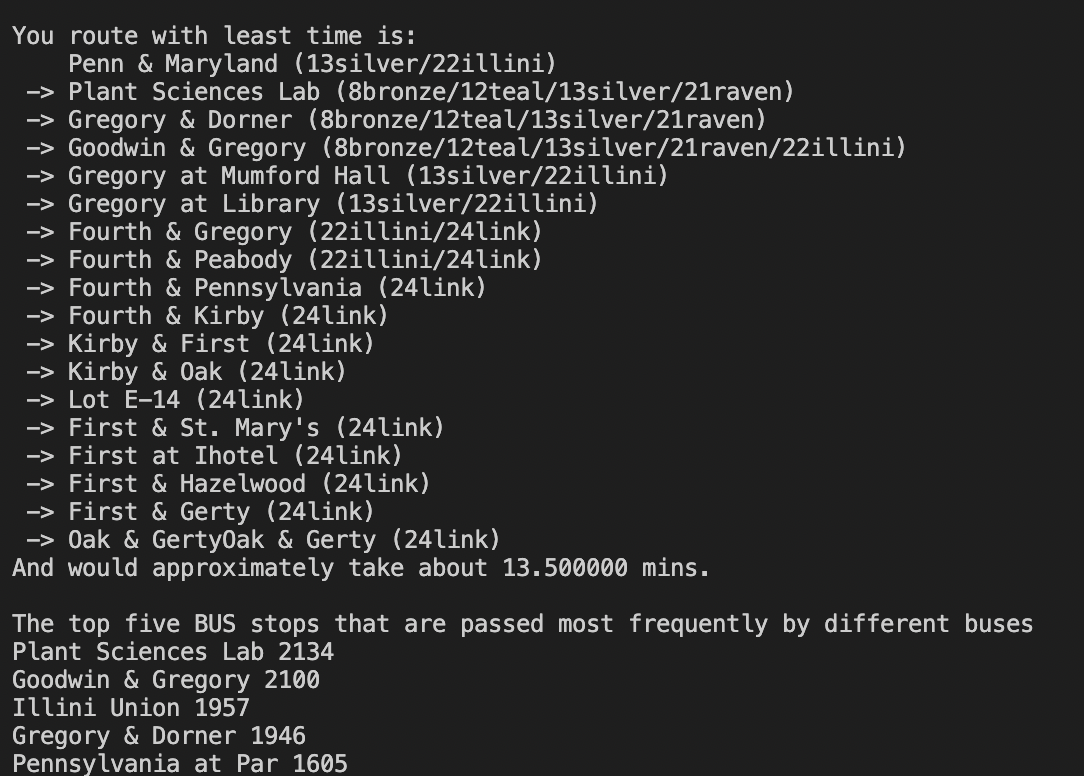 You route with least time is:
Penn & Maryland (13silver/22illini)
—> Plant Sciences Lab (8bronze/12teal/13silver/21raven)
—> Gregory & Dorner (8bronze/12teal/13silver/21raven)
—> Goodwin & Gregory (8bronze/12teal/13silver/21raven/22illini)
—> Gregory at Mumford Hall (13silver/22illini)
—> Gregory at Library (13silver/22illini)
—> Fourth & Gregory (22illini/24link)
—> Fourth & Peabody (22illini/24link)
—> Fourth & Pennsylvania (24link)
—> Fourth & Kirby (24link)
—> Kirby & First (24link)
—> Kirby & Oak (24link)
—> Lot E-14 (24link)
—> First & St. Mary's (24link)
—> First at Ihotel (24link)
—> First & Hazelwood (24link)
—> First & Gerty (24link)
—> Oak & GertyOak & Gerty (24link)
And would approximately take about 13.500000 mins.
The top five BUS stops that are passed most frequently by different buses
Plant Sciences Lab 2134
Goodwin & Gregory 2100
Illini Union 1957
Gregory & Dorner 1946
Pennsylvania at Par 1605